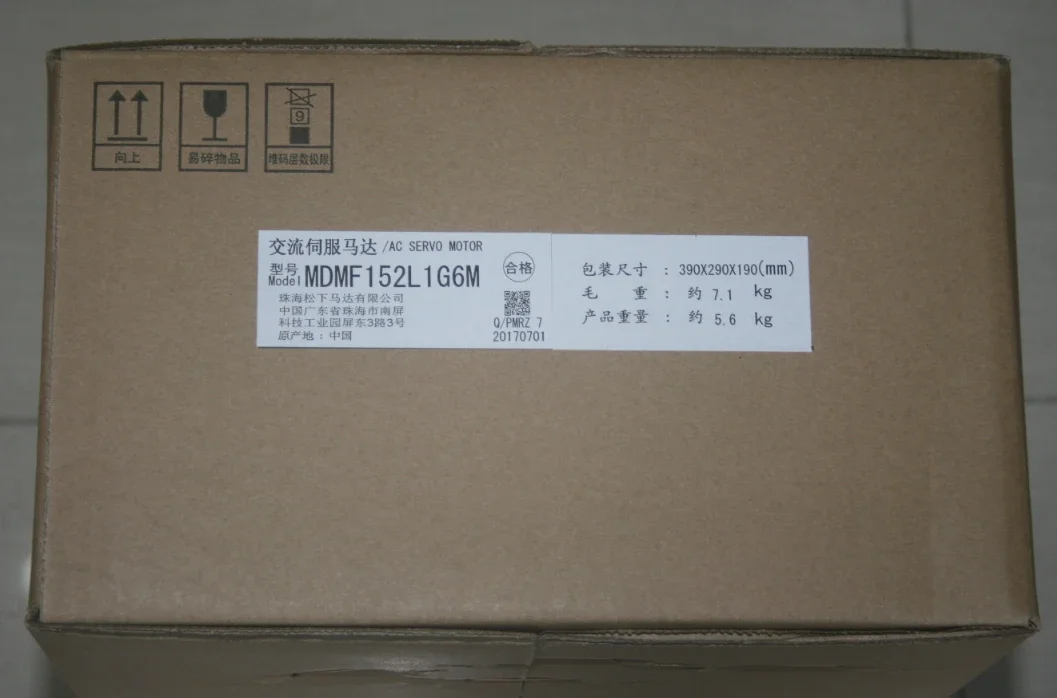 向上
易碎物品
9
堆码层数极限
交流伺服马达/AC SERVO MOTOR
型号
Model MDMF152L1G6M
合格
珠海松下马达有限公司
中国广东省珠海市南屏
科技工业园屏东3路3号
原产地：中国
Q/PMRZ 7
20170701
包装尺寸 ： 390X290X190(mm)
毛 重 ： 约 7.1 kg
产品重量 ： 约 5.6 kg